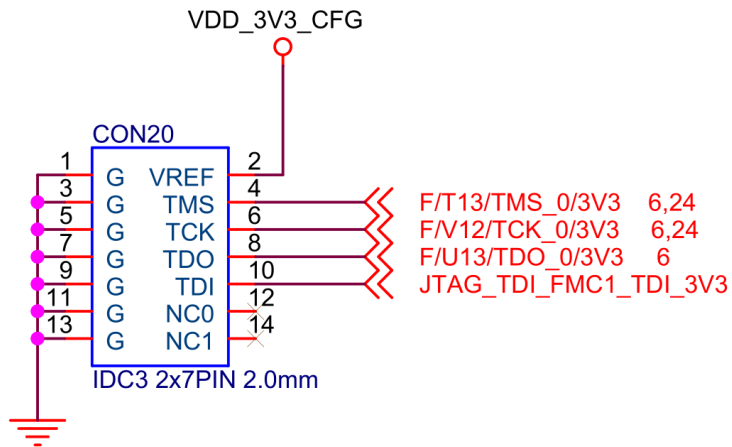 VDD_3V3_CFG
CON20
1 G VREF 2
3 G TMS 4 F/T13/TMS_0/3V3 6,24
5 G TCK 6 F/V12/TCK_0/3V3 6,24
7 G TDO 8 F/U13/TDO_0/3V3 6
9 G TDI 10 JTAG_TDI_FMC1_TDI_3V3
11 G NC0 12
13 G NC1 14
IDC3 2x7PIN 2.0mm